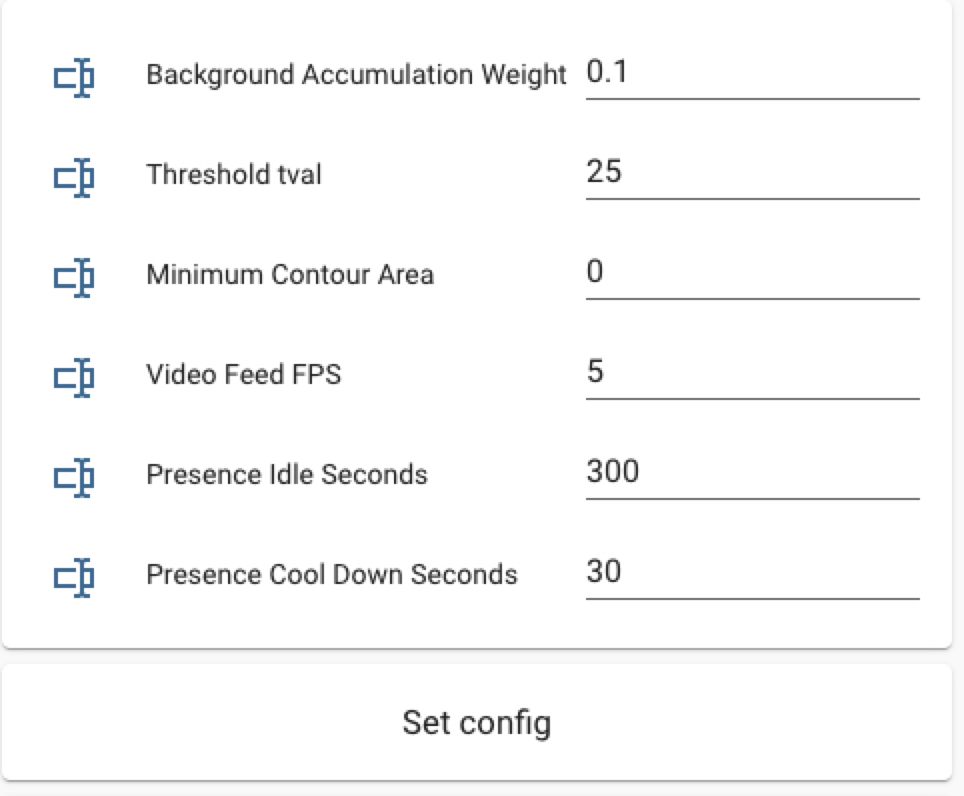 Background Accumulation Weight 0.1
Threshold tval 25
Minimum Contour Area 0
Video Feed FPS 5
Presence Idle Seconds 300
Presence Cool Down Seconds 30
Set config